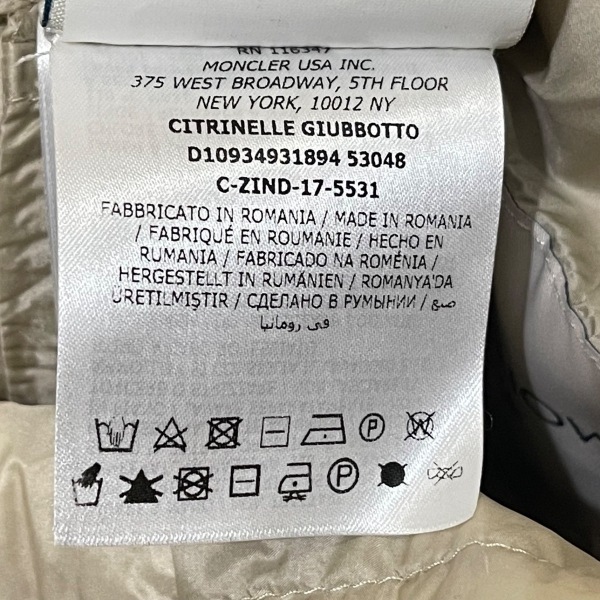 RN 116347
MONCLER USA INC.
375 WEST BROADWAY, 5TH FLOOR
NEW YORK, 10012 NY
CITRINELLE GIUBBOTTO
D10934931894 53048
C-ZIND-17-5531
FABBRICATO IN ROMANIA / MADE IN ROMANIA
/ FABRIQUÉ EN ROUMANIE / HECHO EN
RUMANIA / FABRICADO NA ROMÉNIA /
HERGESTELLT IN RUMÄNIEN / ROMANYA'DA
ÜRETILMIŞTIR / СДЕЛАНО В РУМЫНИИ / صنع
في رومانيا
P W
P